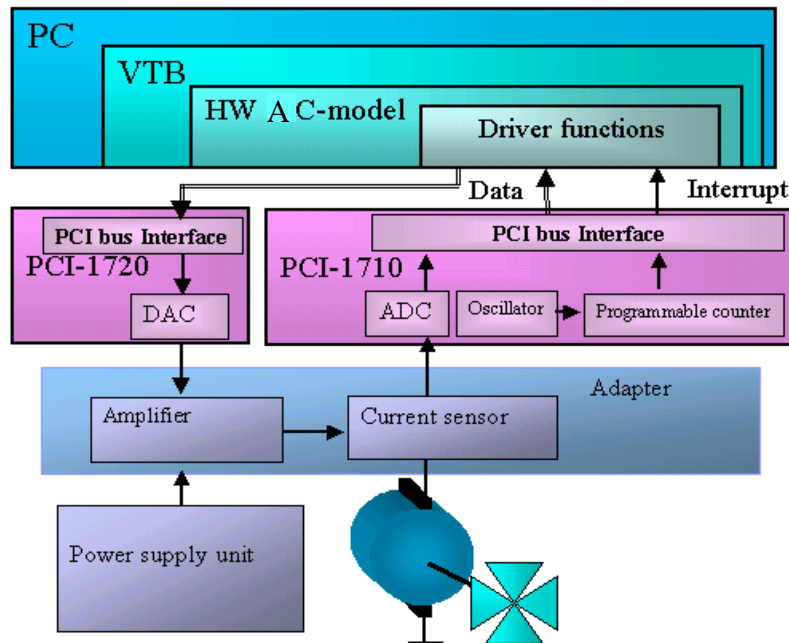 PC
VTB
HW A C-model
Driver functions
Data
Interrupt
PCI bus Interface
PCI-1720
DAC
PCI bus Interface
PCI-1710
ADC
Oscillator
Programmable counter
Adapter
Amplifier
Current sensor
Power supply unit